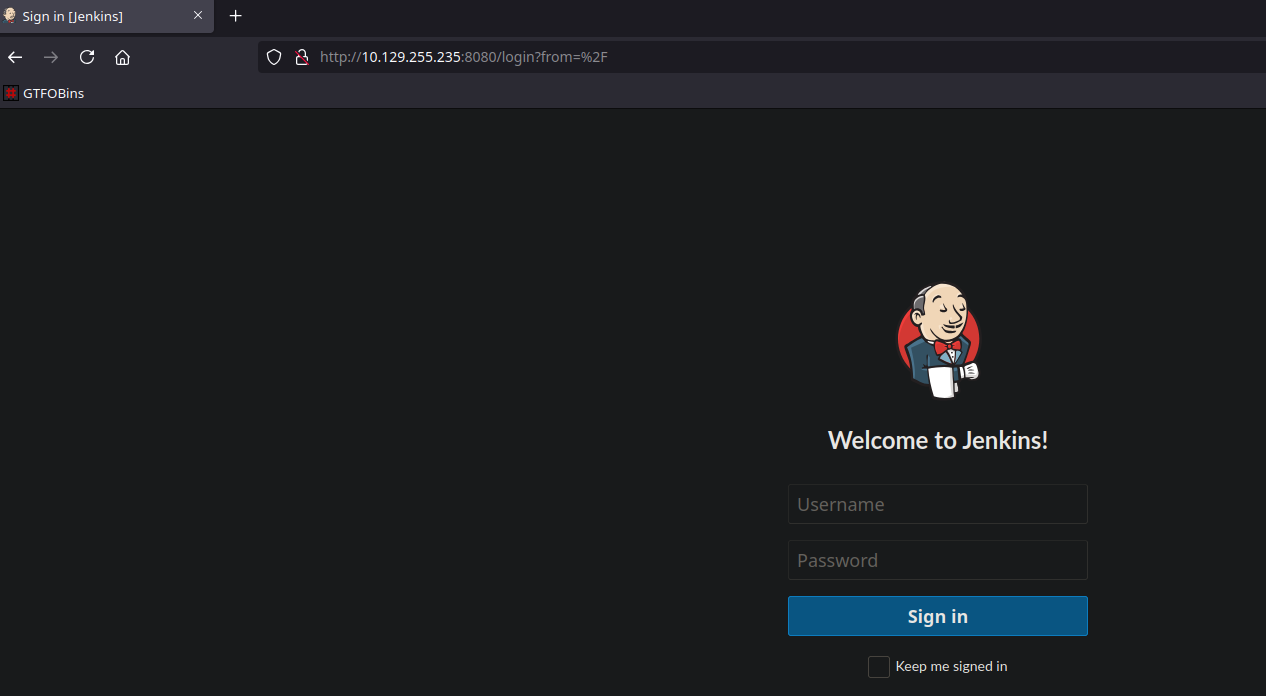 Sign in [Jenkins]
http://10.129.255.235:8080/login?from=%2F
GTFOBins
Welcome to Jenkins!
Username
Password
Sign in
Keep me signed in